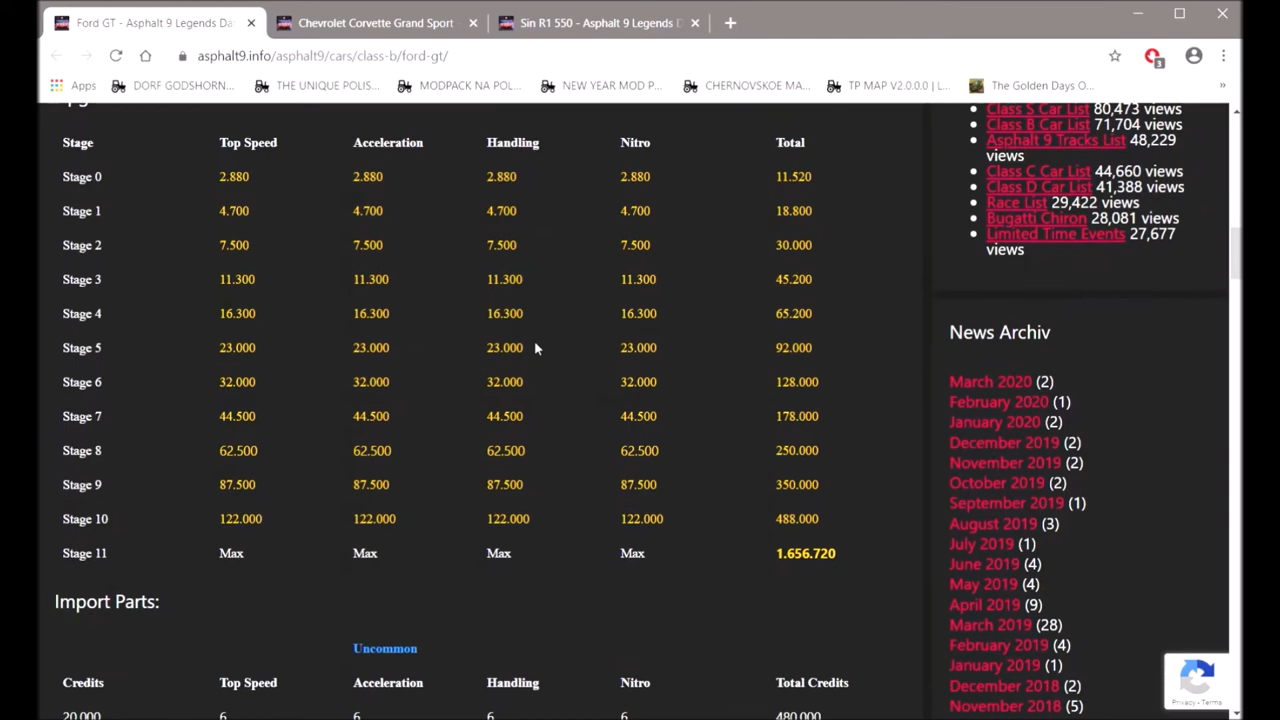 Ford GT - Asphalt 9 Legends Da
Chevrolet Corvette Grand Sport -
Sin R1 550 - Asphalt 9 Legends D
asphalt9.info/asphalt9/cars/class-b/ford-gt/
3
Apps
DORF GODSHORN...
THE UNIQUE POLIS...
MODPACK NA POL...
NEW YEAR MOD P...
CHERNOVSKOE MA...
TP MAP V2.0.0.0 | L...
The Golden Days O...
»
Stage Top Speed Acceleration Handling Nitro Total
Stage 0 2.880 2.880 2.880 2.880 11.520
Stage 1 4.700 4.700 4.700 4.700 18.800
Stage 2 7.500 7.500 7.500 7.500 30.000
Stage 3 11.300 11.300 11.300 11.300 45.200
Stage 4 16.300 16.300 16.300 16.300 65.200
Stage 5 23.000 23.000 23.000 23.000 92.000
Stage 6 32.000 32.000 32.000 32.000 128.000
Stage 7 44.500 44.500 44.500 44.500 178.000
Stage 8 62.500 62.500 62.500 62.500 250.000
Stage 9 87.500 87.500 87.500 87.500 350.000
Stage 10 122.000 122.000 122.000 122.000 488.000
Stage 11 Max Max Max Max 1.656.720
Import Parts:
Uncommon
Credits Top Speed Acceleration Handling Nitro Total Credits
20.000 6 6 6 6 480.000
Class S Car List 80,473 views
Class B Car List 71,704 views
Asphalt 9 Tracks List 48,229
views
Class C Car List 44,660 views
Class D Car List 41,388 views
Race List 29,422 views
Bugatti Chiron 28,081 views
Limited Time Events 27,677
views
News Archiv
March 2020 (2)
February 2020 (1)
January 2020 (2)
December 2019 (2)
November 2019 (2)
October 2019 (2)
September 2019 (1)
August 2019 (3)
July 2019 (1)
June 2019 (4)
May 2019 (4)
April 2019 (9)
March 2019 (28)
February 2019 (4)
January 2019 (1)
December 2018 (2)
November 2018 (5)
Privacy - Terms